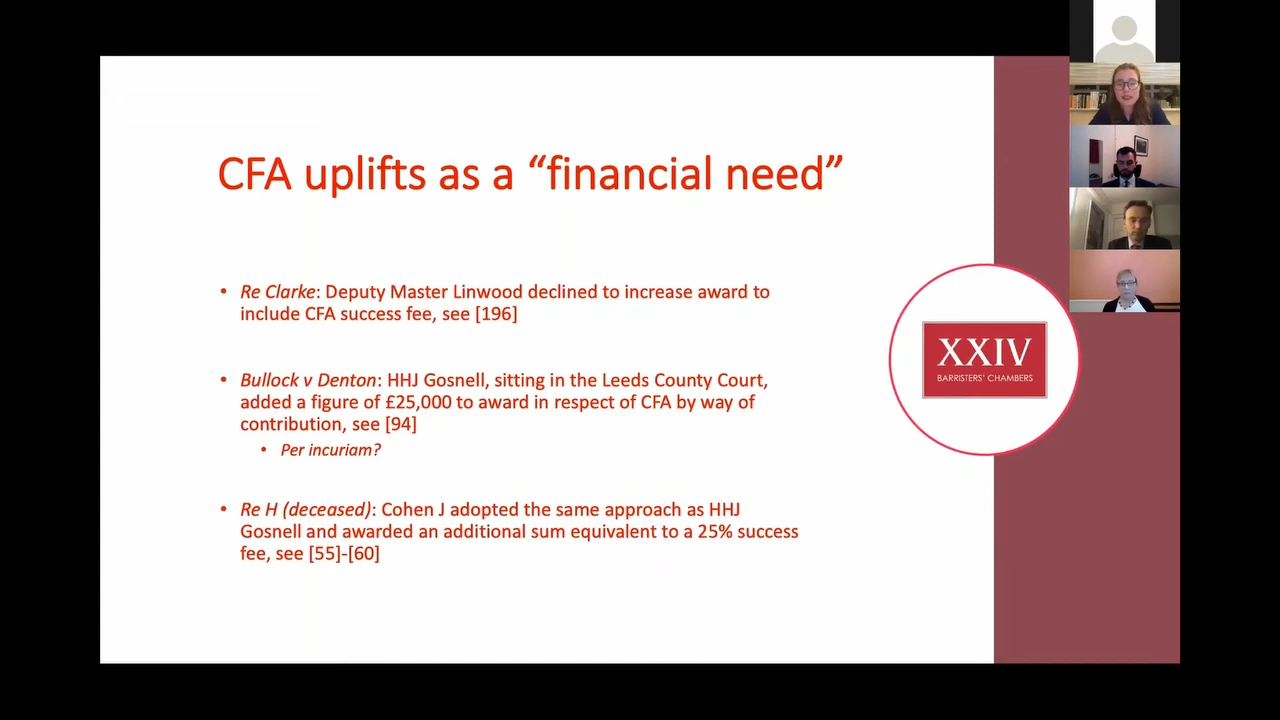 CFA uplifts as a “financial need”
• Re Clarke: Deputy Master Linwood declined to increase award to
include CFA success fee, see [196]
• Bullock v Denton: HHJ Gosnell, sitting in the Leeds County Court,
added a figure of £25,000 to award in respect of CFA by way of
contribution, see [94]
• Per incuriam?
• Re H (deceased): Cohen J adopted the same approach as HHJ
Gosnell and awarded an additional sum equivalent to a 25% success
fee, see [55]-[60]
XXIV
BARRISTERS' CHAMBERS